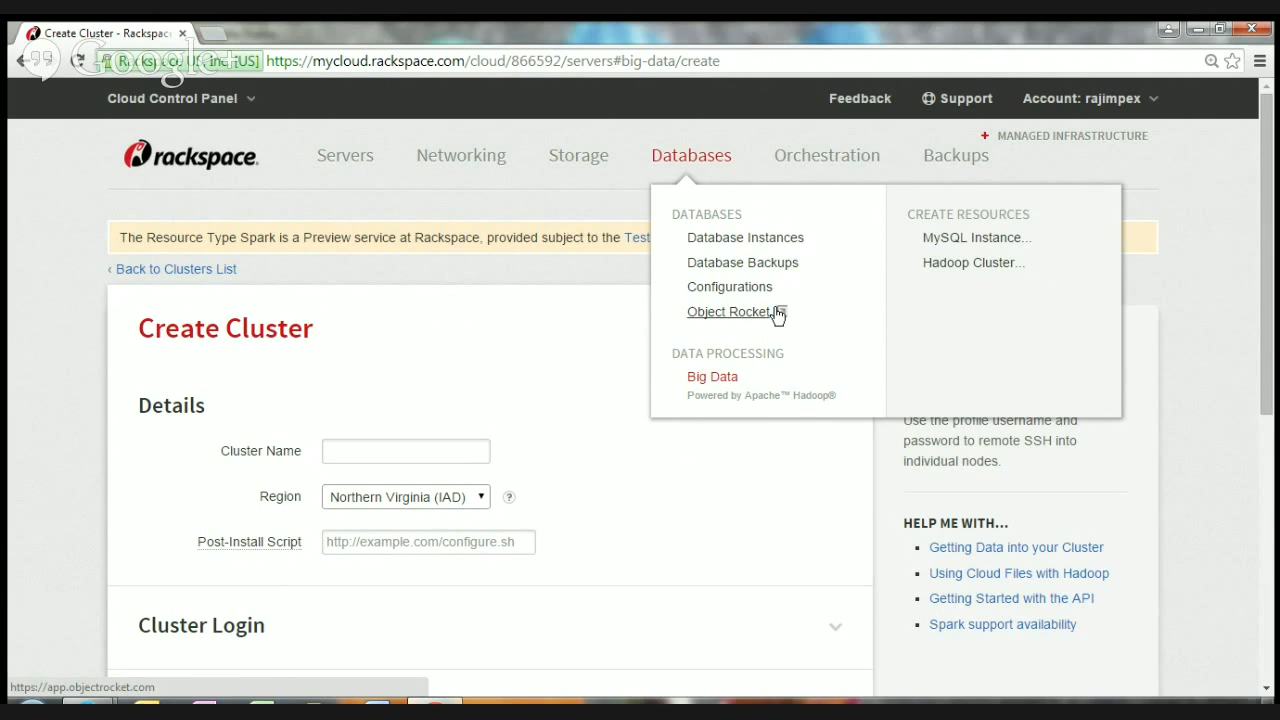 Create Cluster - Rackspac
Google+
https://mycloud.rackspace.com/cloud/866592/servers#big-data/create
Cloud Control Panel
Feedback
Support
Account: rajimpex
+ MANAGED INFRASTRUCTURE
rackspace.
Servers
Networking
Storage
Databases
Orchestration
Backups
DATABASES
Database Instances
Database Backups
Configurations
Object Rocket
DATA PROCESSING
Big Data
Powered by Apache™ Hadoop®
CREATE RESOURCES
MySQL Instance...
Hadoop Cluster...
The Resource Type Spark is a Preview service at Rackspace, provided subject to the Test
‹ Back to Clusters List
Create Cluster
Details
Cluster Name
Region
Northern Virginia (IAD)
?
Post-Install Script
http://example.com/configure.sh
Cluster Login
Use the profile username and
password to remote SSH into
individual nodes.
HELP ME WITH...
Getting Data into your Cluster
Using Cloud Files with Hadoop
Getting Started with the API
Spark support availability
https://app.objectrocket.com